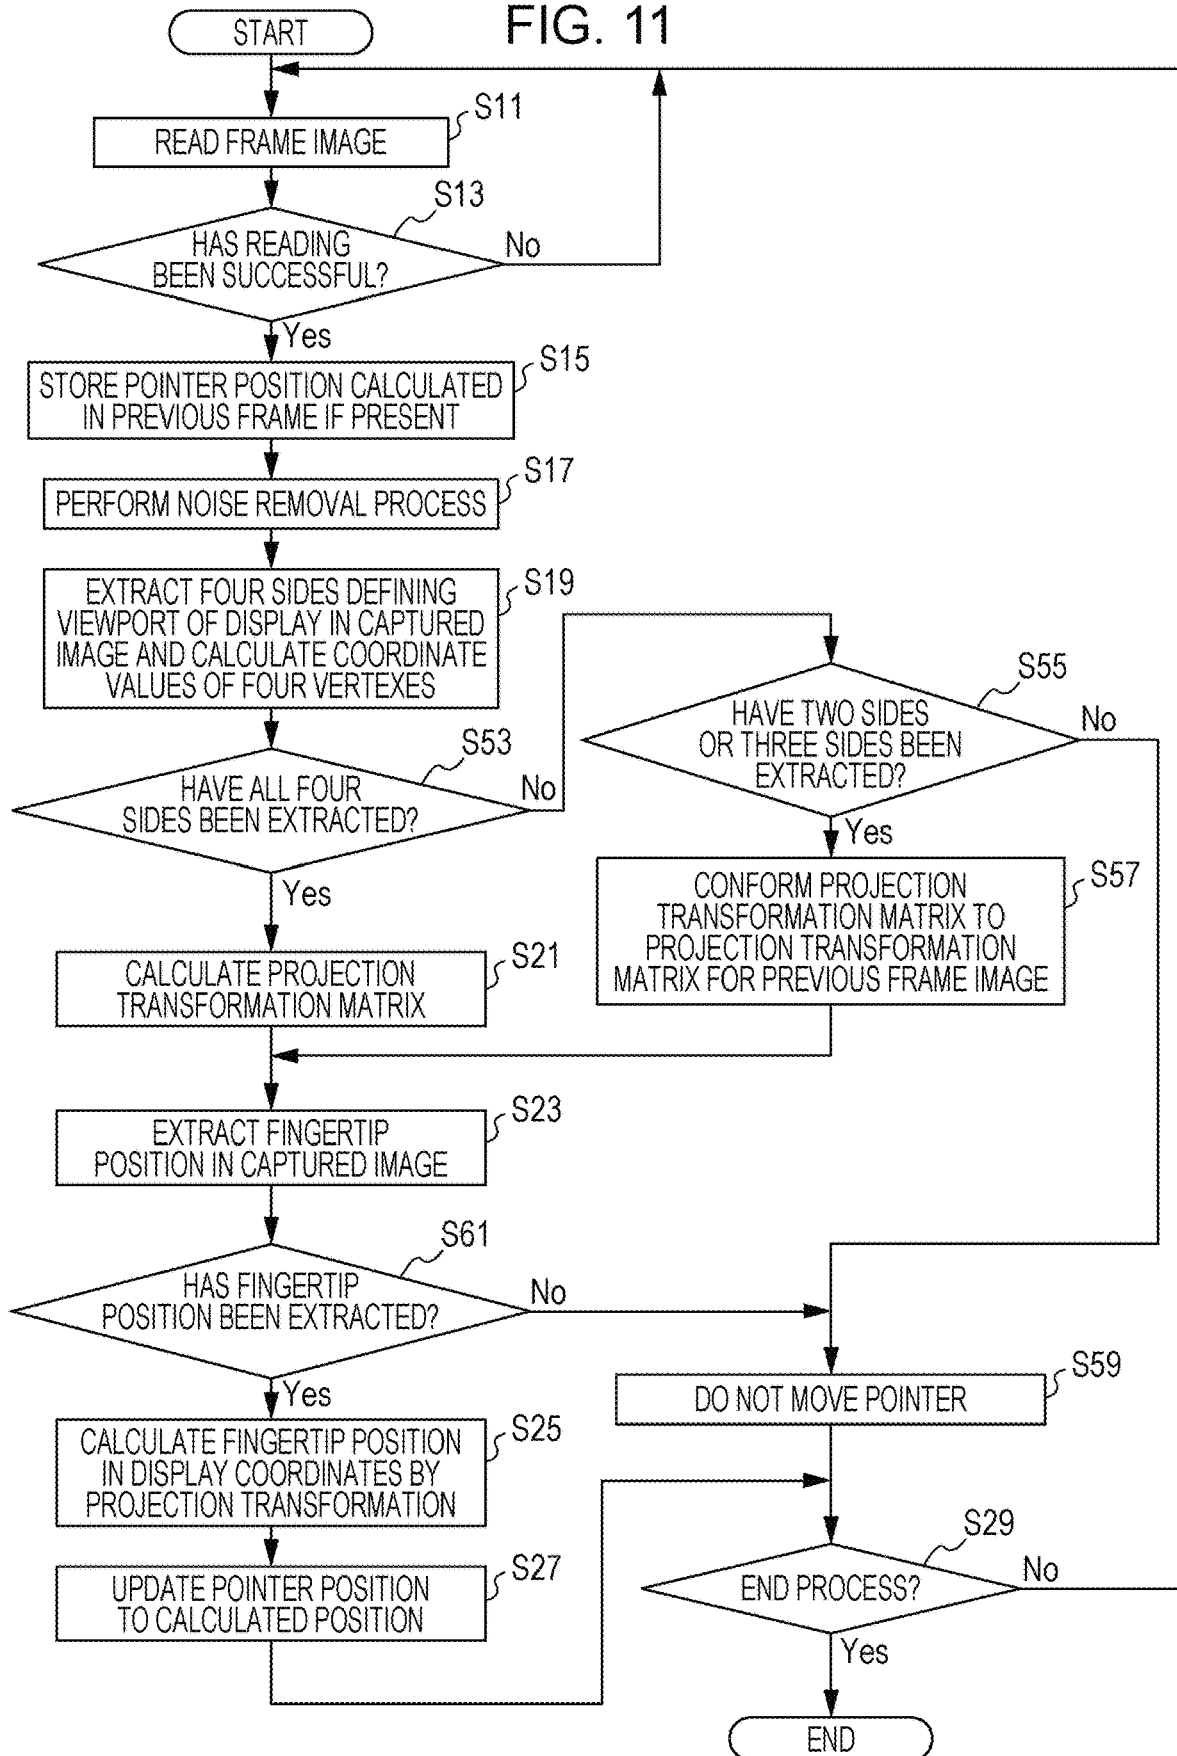 FIG. 11
START
S11
READ FRAME IMAGE
S13
HAS READING
BEEN SUCCESSFUL?
No
Yes
S15
STORE POINTER POSITION CALCULATED
IN PREVIOUS FRAME IF PRESENT
S17
PERFORM NOISE REMOVAL PROCESS
S19
EXTRACT FOUR SIDES DEFINING
VIEWPORT OF DISPLAY IN CAPTURED
IMAGE AND CALCULATE COORDINATE
VALUES OF FOUR VERTEXES
S53
HAVE ALL FOUR
SIDES BEEN EXTRACTED?
No
Yes
S55
HAVE TWO SIDES
OR THREE SIDES BEEN
EXTRACTED?
No
Yes
S57
CONFORM PROJECTION
TRANSFORMATION MATRIX TO
PROJECTION TRANSFORMATION
MATRIX FOR PREVIOUS FRAME IMAGE
S21
CALCULATE PROJECTION
TRANSFORMATION MATRIX
S23
EXTRACT FINGERTIP
POSITION IN CAPTURED IMAGE
S61
HAS FINGERTIP
POSITION BEEN EXTRACTED?
No
Yes
S59
DO NOT MOVE POINTER
S25
CALCULATE FINGERTIP POSITION
IN DISPLAY COORDINATES BY
PROJECTION TRANSFORMATION
S27
UPDATE POINTER POSITION
TO CALCULATED POSITION
S29
END PROCESS?
No
Yes
END